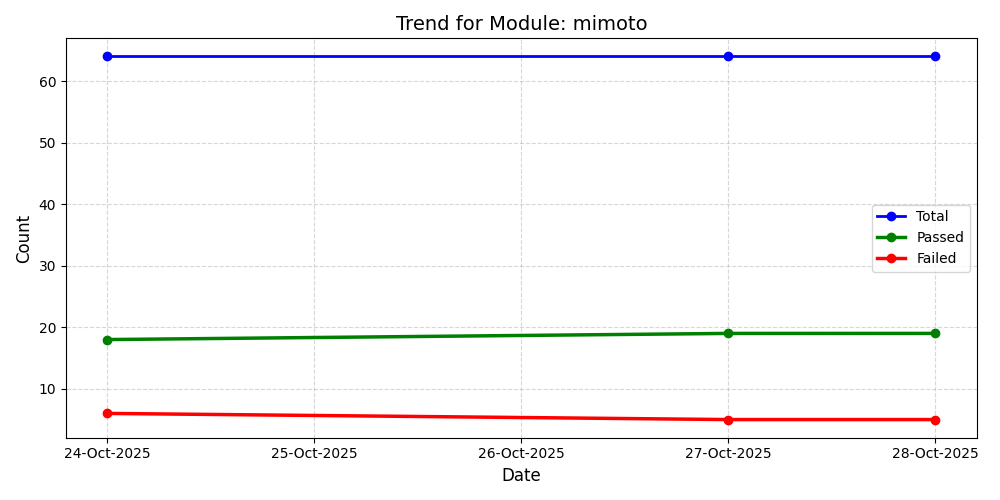 Trend for Module: mimoto
Count
60
50
40
30
20
10
Total
Passed
Failed
24-Oct-2025
25-Oct-2025
26-Oct-2025
27-Oct-2025
28-Oct-2025
Date